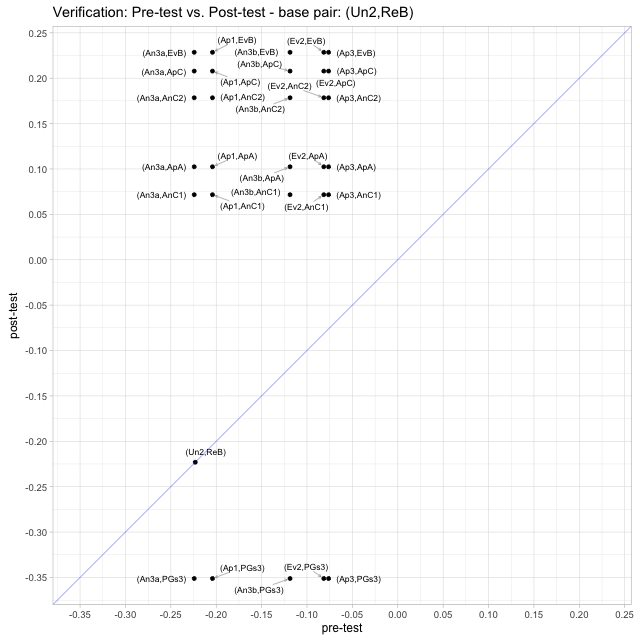 Verification: Pre-test vs. Post-test - base pair: (Un2,ReB)
0.25
(Ap1,EvB)
(Ev2,EvB)
(An3a,EvB)
(An3b,EvB)
(Ap3,EvB)
(An3b,ApC)
(An3a,ApC)
(Ap3,ApC)
0.20
(Ap1,ApC)
(Ev2,ApC)
(Ev2,AnC2)
(An3a,AnC2)
(Ap1,AnC2)
(Ap3,AnC2)
(An3b,AnC2)
0.15
(Ap1,ApA)
(Ev2,ApA)
(An3a,ApA)
(Ap3,ApA)
0.10
(An3b,ApA)
(An3b,AnC1)
(An3a,AnC1)
(Ap3,AnC1)
(Ap1,AnC1)
(Ev2,AnC1)
0.05
0.00
-0.05
post-test
-0.10
-0.15
-0.20
(Un2,ReB)
-0.25
-0.30
(Ap1,PGs3)
(Ev2,PGs3)
-0.35
(An3a,PGs3)
(Ap3,PGs3)
(An3b,PGs3)
-0.35 -0.30 -0.25 -0.20 -0.15 -0.10 -0.05 0.00 0.05 0.10 0.15 0.20 0.25
pre-test